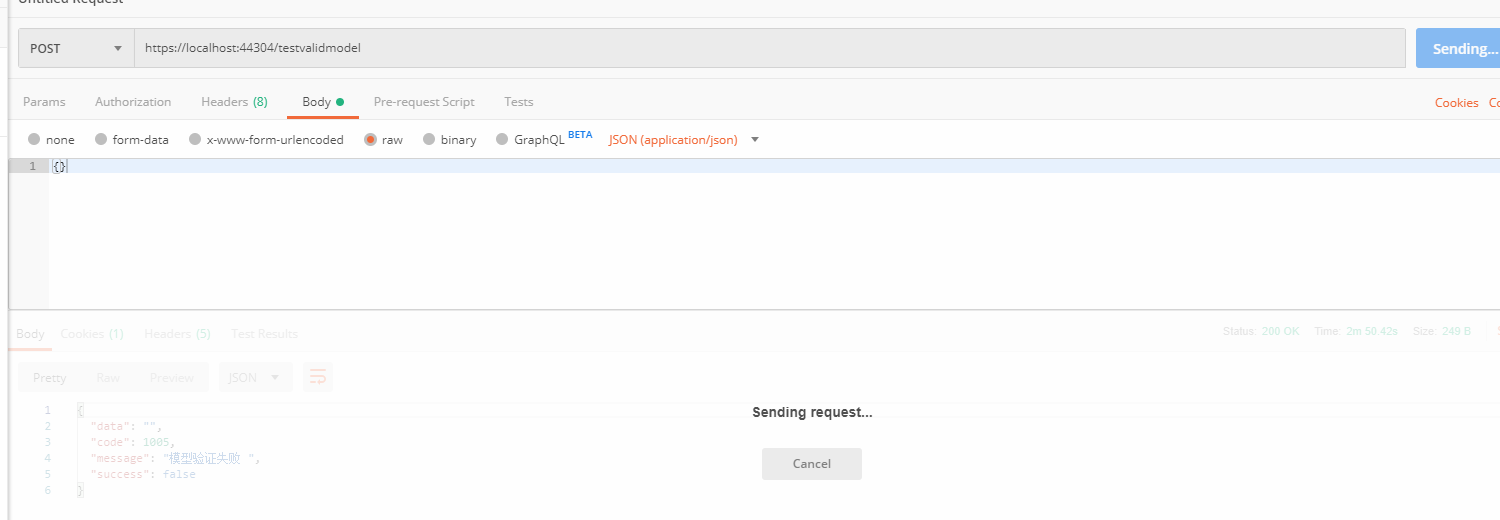 Untitled Request
POST https://localhost:44304/testvalidmodel Sending...
Params Authorization Headers (8) Body Pre-request Script Tests Cookies
none form-data x-www-form-urlencoded raw binary GraphQL BETA JSON (application/json)
1 {}
Body Cookies (1) Headers (5) Test Results Status: 200 OK Time: 2m 50.42s Size: 249 B
Pretty Raw Preview JSON
1 {
2 "data": "",
3 "code": 1005,
4 "message": "模型验证失败 ",
5 "success": false
6 }
Sending request...
Cancel